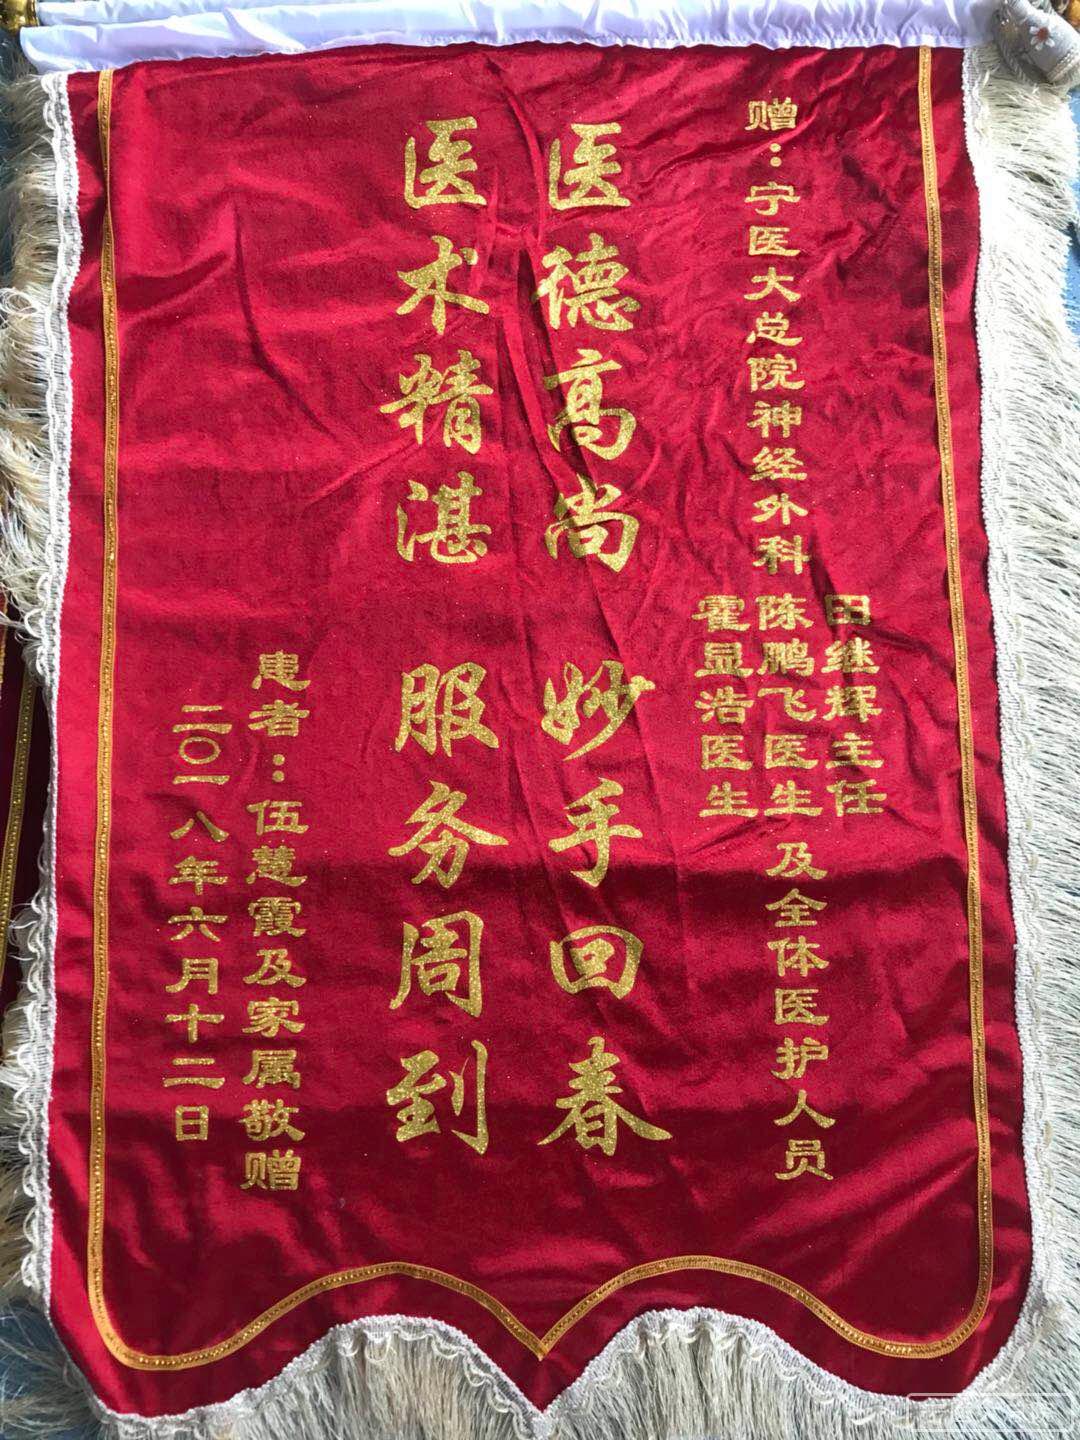 赠：宁医大总院神经外科
田继辉主任
陈鹏飞医生
霍显浩医生
及全体医护人员
医德高尚 妙手回春
医术精湛 服务周到
患者：伍慧霞及家属敬赠
二〇一八年六月十二日